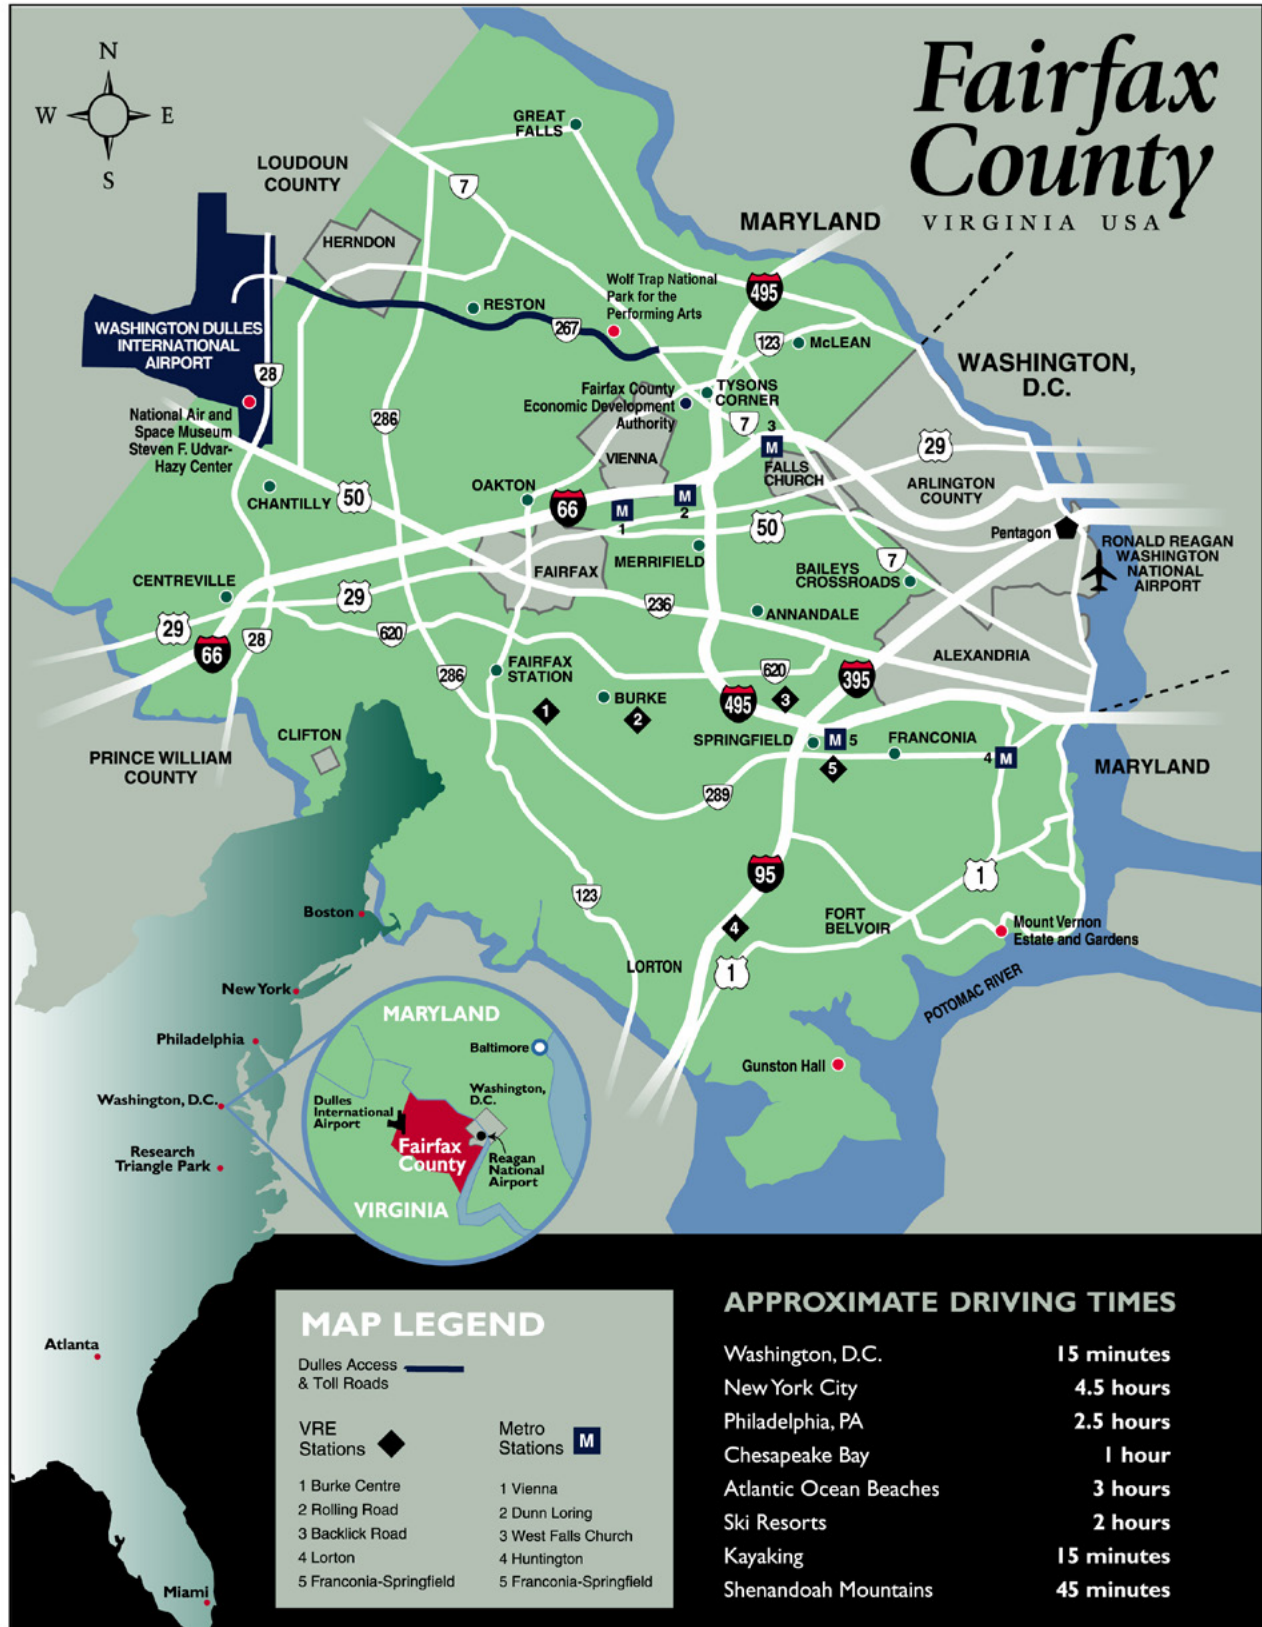 Fairfax
County
VIRGINIA USA
N
W
E
S
GREAT
FALLS
LOUDOUN
COUNTY
7
MARYLAND
HERNDON
Wolf Trap National
Park for the
Performing Arts
495
RESTON
267
123
McLEAN
WASHINGTON DULLES
INTERNATIONAL
AIRPORT
WASHINGTON,
D.C.
28
Fairfax County
Economic Development
Authority
TYSONS
CORNER
National Air and
Space Museum
Steven F. Udvar-
Hazy Center
286
7
3
M
29
VIENNA
FALLS
CHURCH
ARLINGTON
COUNTY
CHANTILLY
50
OAKTON
66
M
1
M
2
50
Pentagon
RONALD REAGAN
WASHINGTON
NATIONAL
AIRPORT
MERRIFIELD
7
BAILEYS
CROSSROADS
CENTREVILLE
FAIRFAX
29
236
ANNANDALE
29
28
66
620
286
FAIRFAX
STATION
620
395
ALEXANDRIA
BURKE
1
2
495
3
CLIFTON
SPRINGFIELD
M 5
FRANCONIA
4 M
5
PRINCE WILLIAM
COUNTY
MARYLAND
289
95
1
123
4
FORT
BELVOIR
Mount Vernon
Estate and Gardens
LORTON
1
POTOMAC RIVER
Gunston Hall
Boston
New York
Philadelphia
Washington, D.C.
Research
Triangle Park
Atlanta
Miami
MARYLAND
Baltimore
Washington,
D.C.
Dulles
International
Airport
Fairfax
County
Reagan
National
Airport
VIRGINIA
MAP LEGEND
Dulles Access
& Toll Roads
VRE
Stations
1 Burke Centre
2 Rolling Road
3 Backlick Road
4 Lorton
5 Franconia-Springfield
Metro
Stations M
1 Vienna
2 Dunn Loring
3 West Falls Church
4 Huntington
5 Franconia-Springfield
APPROXIMATE DRIVING TIMES
Washington, D.C. 15 minutes
New York City 4.5 hours
Philadelphia, PA 2.5 hours
Chesapeake Bay 1 hour
Atlantic Ocean Beaches 3 hours
Ski Resorts 2 hours
Kayaking 15 minutes
Shenandoah Mountains 45 minutes